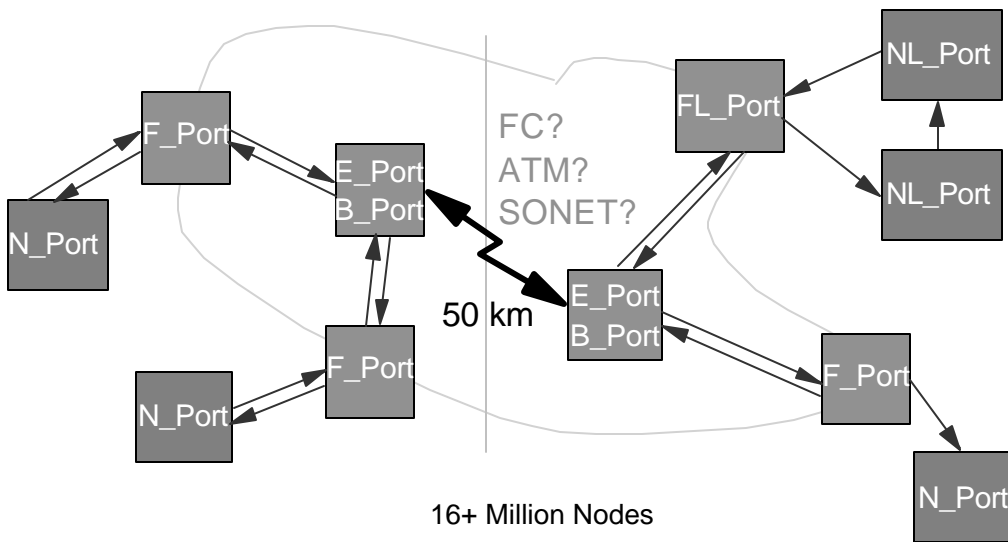 NL_Port
FL_Port
F_Port
FC?
ATM?
SONET?
E_Port
B_Port
NL_Port
N_Port
E_Port
B_Port
50 km
F_Port
F_Port
N_Port
N_Port
16+ Million Nodes